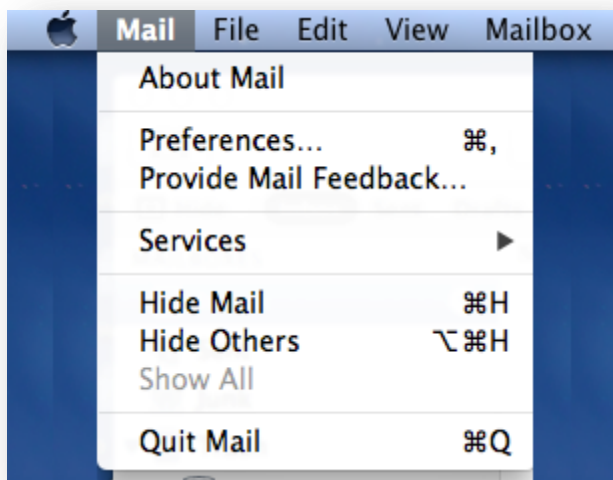 Mail File Edit View Mailbox
About Mail
Preferences... ⌘,
Provide Mail Feedback...
Services ▶
Hide Mail ⌘H
Hide Others ⌥⌘H
Show All
Quit Mail ⌘Q